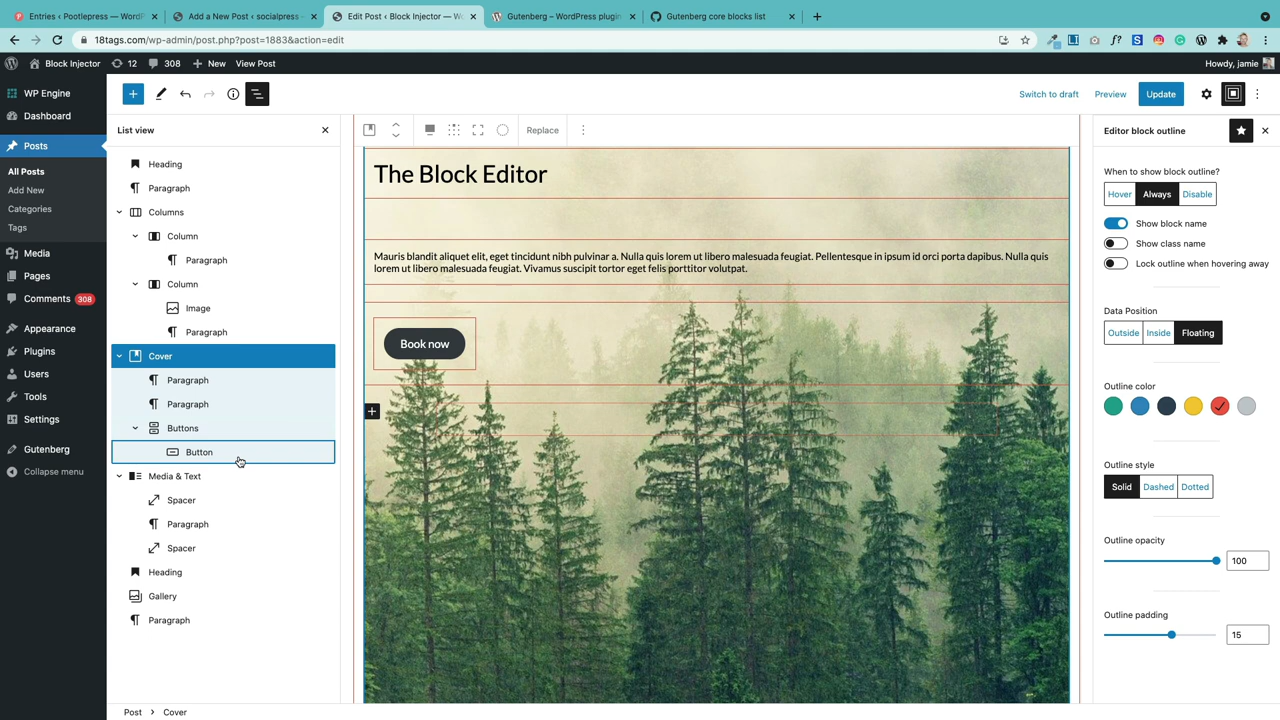 Entries ‹ Pootlepress — WordP
Add a New Post ‹ socialpress –
Edit Post ‹ Block Injector — Wo
Gutenberg – WordPress plugin
Gutenberg core blocks list
18tags.com/wp-admin/post.php?post=1883&action=edit
Block Injector
12
308
New
View Post
Howdy, jamie
WP Engine
Dashboard
Posts
All Posts
Add New
Categories
Tags
Media
Pages
Comments 308
Appearance
Plugins
Users
Tools
Settings
Gutenberg
Collapse menu
Switch to draft
Preview
Update
List view
Heading
Paragraph
Columns
Column
Paragraph
Column
Image
Paragraph
Cover
Paragraph
Paragraph
Buttons
Button
Media & Text
Spacer
Paragraph
Spacer
Heading
Gallery
Paragraph
Replace
The Block Editor
Mauris blandit aliquet elit, eget tincidunt nibh pulvinar a. Nulla quis lorem ut libero malesuada feugiat. Pellentesque in ipsum id orci porta dapibus. Nulla quis
lorem ut libero malesuada feugiat. Vivamus suscipit tortor eget felis porttitor volutpat.
Book now
Editor block outline
When to show block outline?
Hover Always Disable
Show block name
Show class name
Lock outline when hovering away
Data Position
Outside Inside Floating
Outline color
Outline style
Solid Dashed Dotted
Outline opacity
100
Outline padding
15
Post › Cover